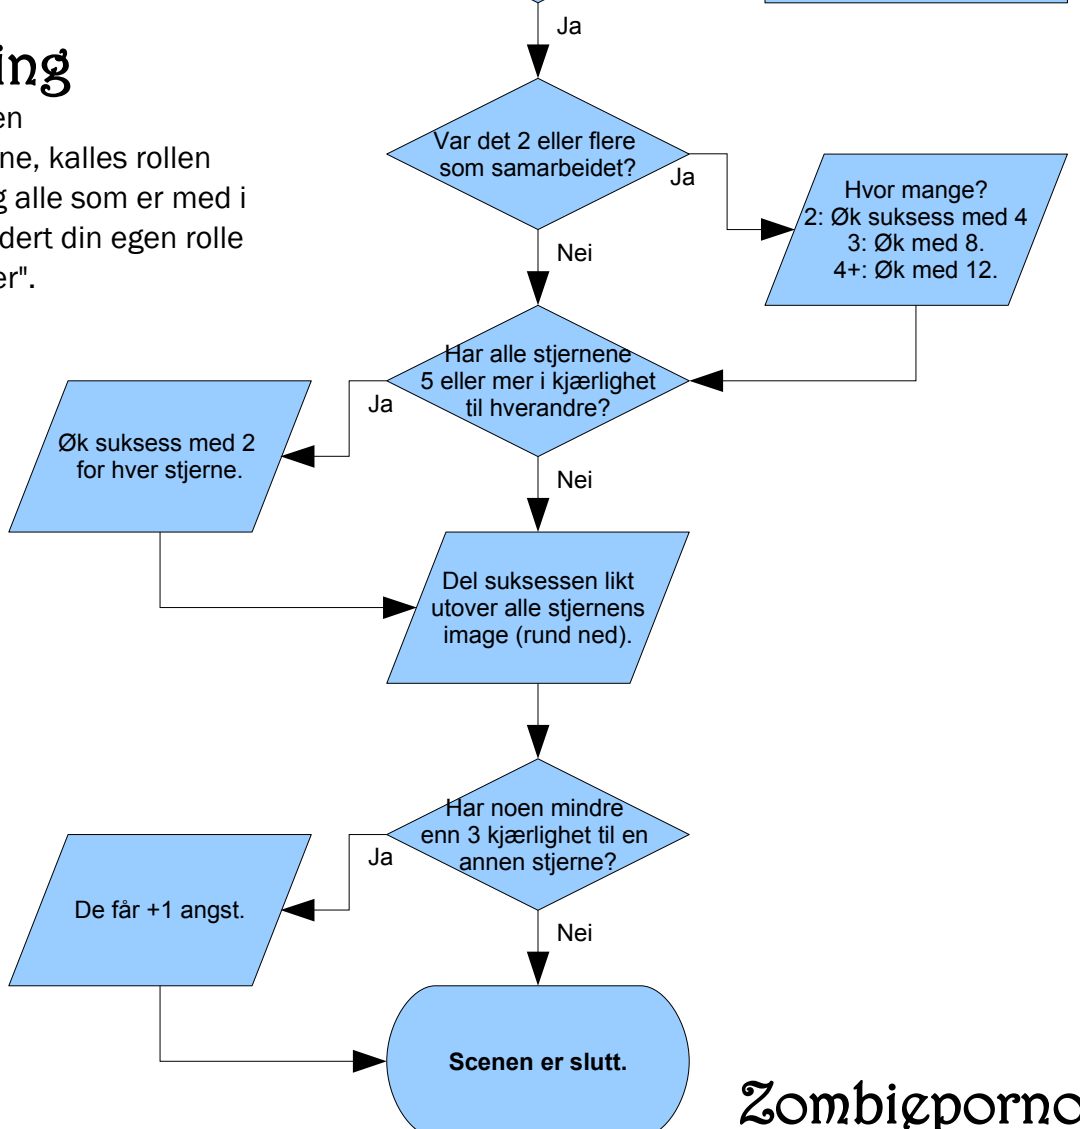 Ja
ing
en
ne, kalles rollen
g alle som er med i
dert din egen rolle
er".
Var det 2 eller flere
som samarbeidet?
Ja
Hvor mange?
2: Øk suksess med 4
3: Øk med 8.
4+: Øk med 12.
Nei
Har alle stjernene
5 eller mer i kjærlighet
til hverandre?
Ja
Øk suksess med 2
for hver stjerne.
Nei
Del suksessen likt
utover alle stjernens
image (rund ned).
Har noen mindre
enn 3 kjærlighet til en
annen stjerne?
Ja
De får +1 angst.
Nei
Scenen er slutt.
Zombieporno